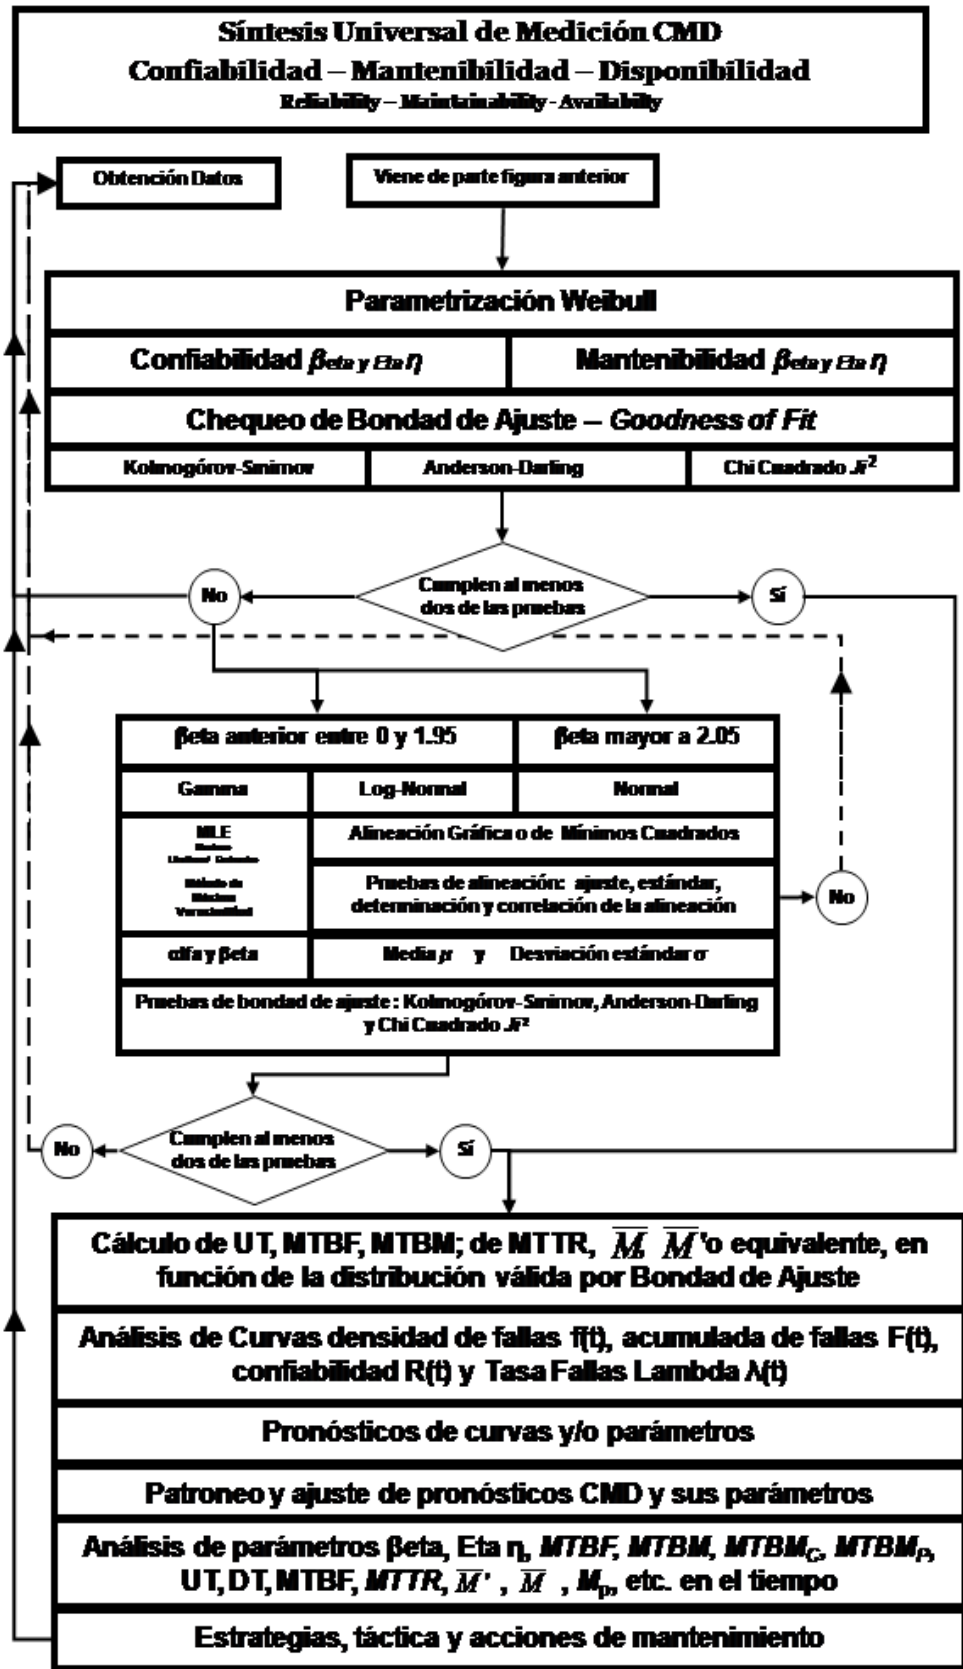 Síntesis Universal de Medición CMD
Confiabilidad – Mantenibilidad – Disponibilidad
Reliability – Maintainability - Availabilty
Obtención Datos
Viene de parte figura anterior
Parametrización Weibull
Confiabilidad βeta y Eta η
Mantenibilidad βeta y Eta η
Chequeo de Bondad de Ajuste – Goodness of Fit
Kolmogórov-Smirnov
Anderson-Darling
Chi Cuadrado Ji²
Cumplen al menos
dos de las pruebas
No
Sí
βeta anterior entre 0 y 1.95
βeta mayor a 2.05
Gamma
Log-Normal
Normal
MLE
Método de
Máxima
Verosimilitud
Alineación Gráfica o de Mínimos Cuadrados
Pruebas de alineación: ajuste, estándar,
determinación y correlación de la alineación
No
αlfa y βeta
Media μ y Desviación estándar σ
Pruebas de bondad de ajuste : Kolmogórov-Smirnov, Anderson-Darling
y Chi Cuadrado Ji²
No
Cumplen al menos
dos de las pruebas
Sí
Cálculo de UT, MTBF, MTBM; de MTTR, M̅ M̅'o equivalente, en
función de la distribución válida por Bondad de Ajuste
Análisis de Curvas densidad de fallas f(t), acumulada de fallas F(t),
confiabilidad R(t) y Tasa Fallas Lambda λ(t)
Pronósticos de curvas y/o parámetros
Patroneo y ajuste de pronósticos CMD y sus parámetros
Análisis de parámetros βeta, Eta η, MTBF, MTBM, MTBM_C, MTBM_P,
UT, DT, MTBF, MTTR, M̅' , M̅ , M_p, etc. en el tiempo
Estrategias, táctica y acciones de mantenimiento